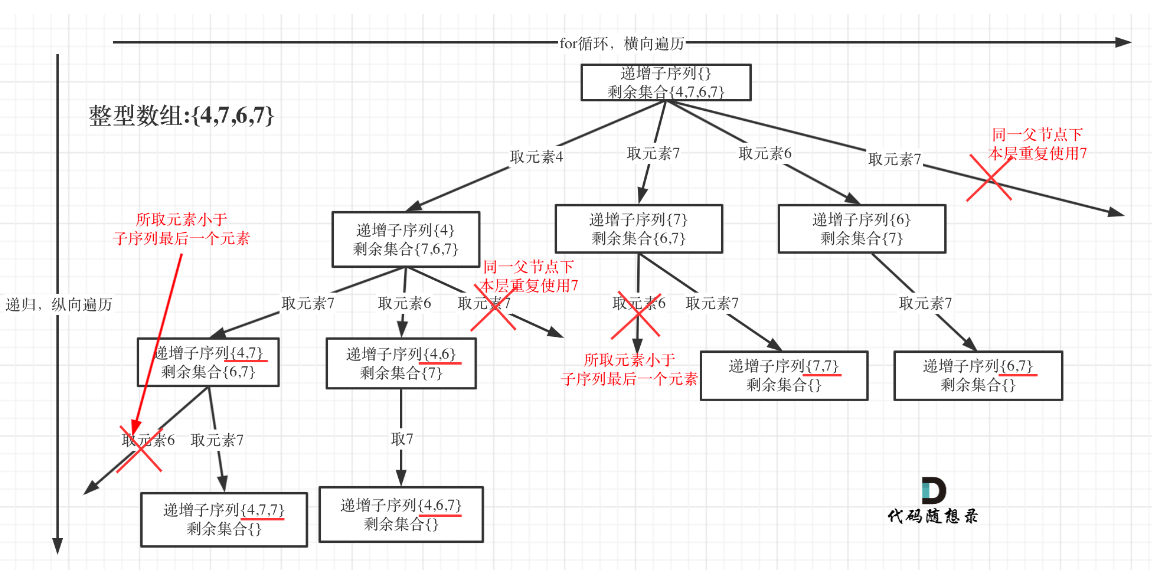 for循环，横向遍历
递增子序列{}
剩余集合{4,7,6,7}
整型数组:{4,7,6,7}
同一父节点下
本层重复使用7
取元素4
取元素7
取元素6
取元素7
所取元素小于
子序列最后一个元素
递增子序列{4}
剩余集合{7,6,7}
递增子序列{7}
剩余集合{6,7}
递增子序列{6}
剩余集合{7}
同一父节点下
本层重复使用7
递归，纵向遍历
取元素7
取元素6
取元素7
取元素6
取元素7
取元素7
递增子序列{4,7}
剩余集合{6,7}
递增子序列{4,6}
剩余集合{7}
所取元素小于
子序列最后一个元素
递增子序列{7,7}
剩余集合{}
递增子序列{6,7}
剩余集合{}
取元素6
取元素7
取7
递增子序列{4,7,7}
剩余集合{}
递增子序列{4,6,7}
剩余集合{}
代码随想录